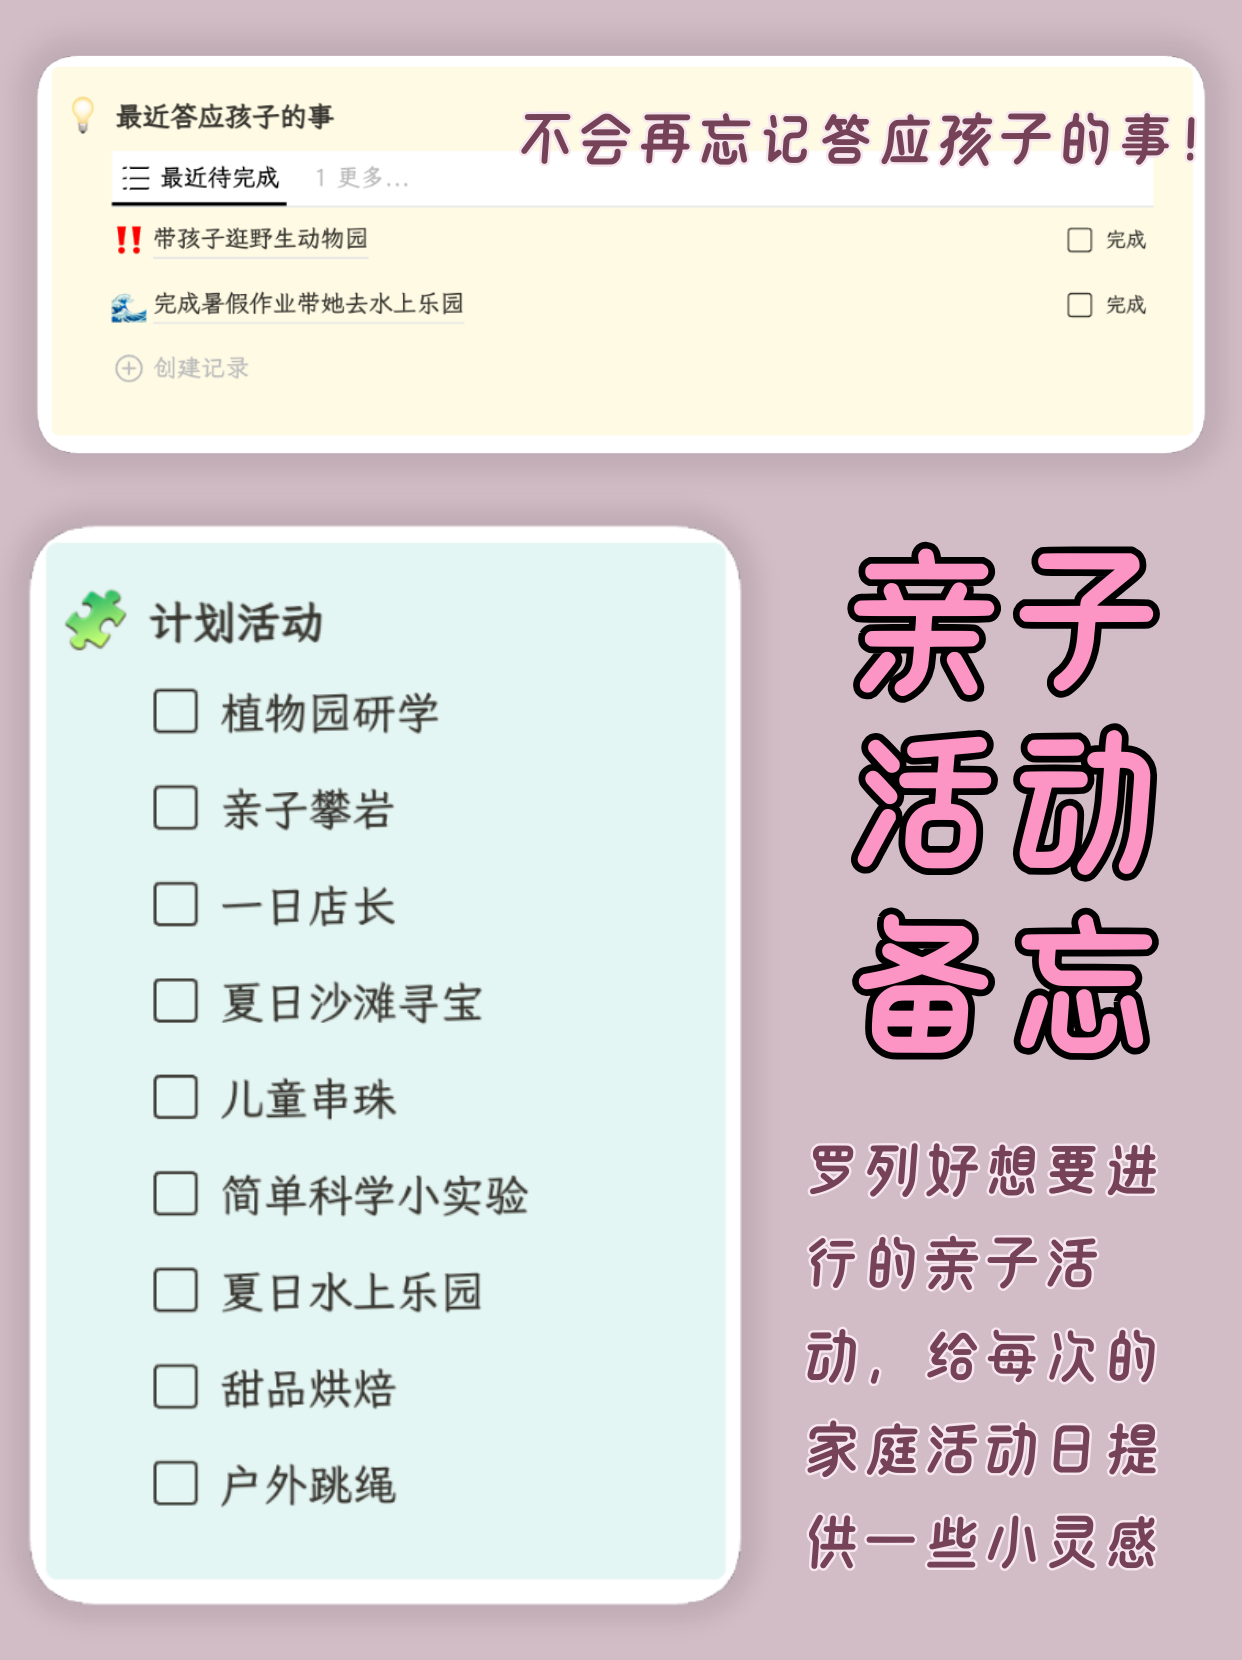 最近答应孩子的事
不会再忘记答应孩子的事！
最近待完成 1 更多...
带孩子逛野生动物园 完成
完成暑假作业带她去水上乐园 完成
创建记录
计划活动
植物园研学
亲子攀岩
一日店长
夏日沙滩寻宝
儿童串珠
简单科学小实验
夏日水上乐园
甜品烘焙
户外跳绳
亲子
活动
备忘
罗列好想要进
行的亲子活
动，给每次的
家庭活动日提
供一些小灵感